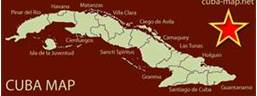 cuba-map.net
Havana
Matanzas
Villa Clara
Pinar del Rio
Ciego de Avila
Camaguey
Cienfuegos
Las Tunas
Isla de la Juventud
Sancti Spiritus
Holguin
CUBA MAP
Granma
Guantanamo
Santiago de Cuba